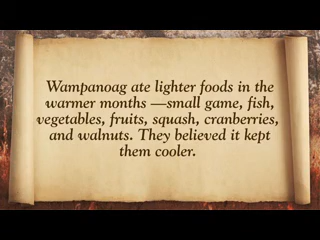 Wampanoag ate lighter foods in the
warmer months —small game, fish,
vegetables, fruits, squash, cranberries,
and walnuts. They believed it kept
them cooler.